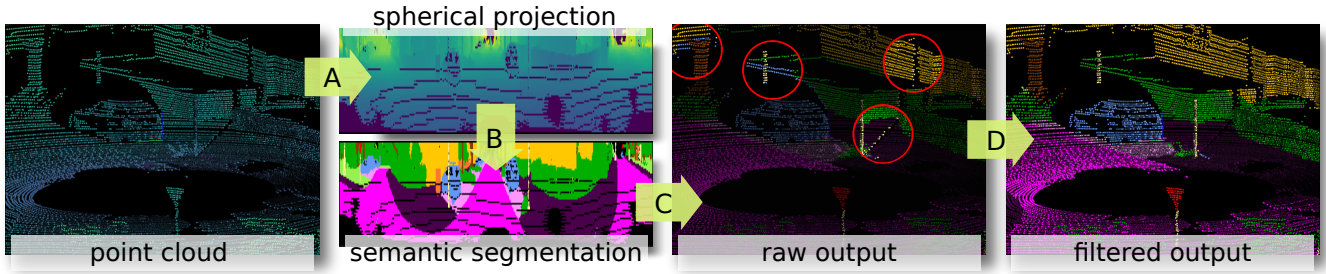 spherical projection
A
B
C
D
point cloud
semantic segmentation
raw output
filtered output